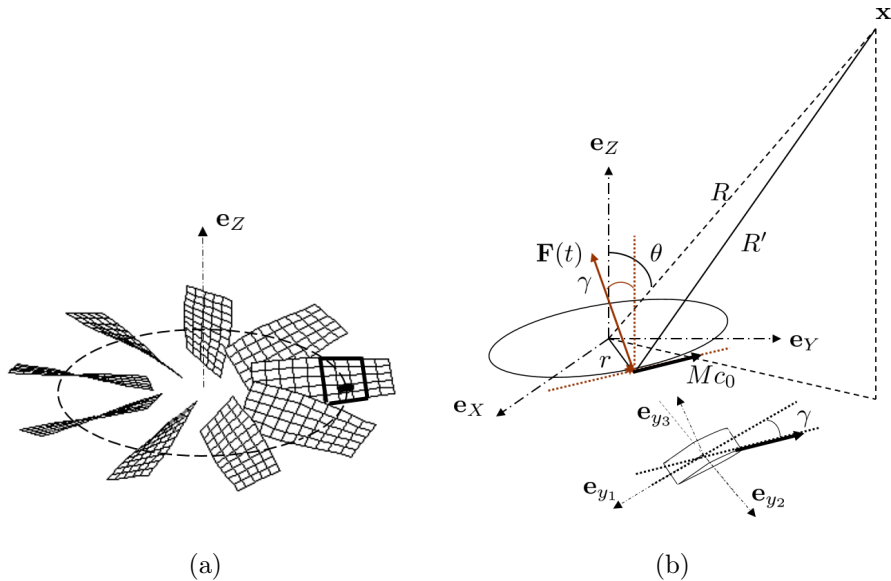 x
e_Z
R
e_Z
F(t)
θ
R′
γ
r
e_Y
Mc_0
e_X
e_{y_3}
γ
e_{y_1}
e_{y_2}
(a)
(b)